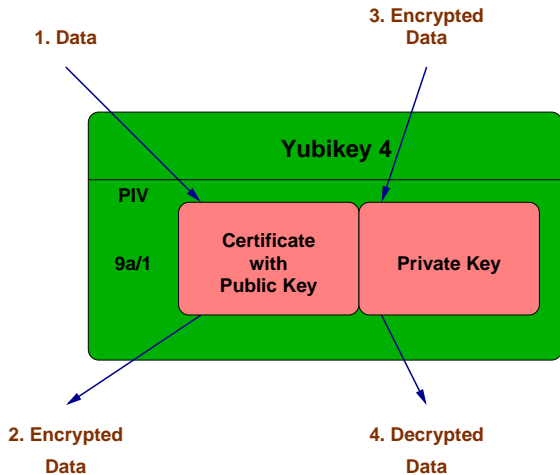 3. Encrypted
1. Data
Data
Yubikey 4
PIV
Certificate
with
Public Key
9a/1
Private Key
2. Encrypted
Data
4. Decrypted
Data